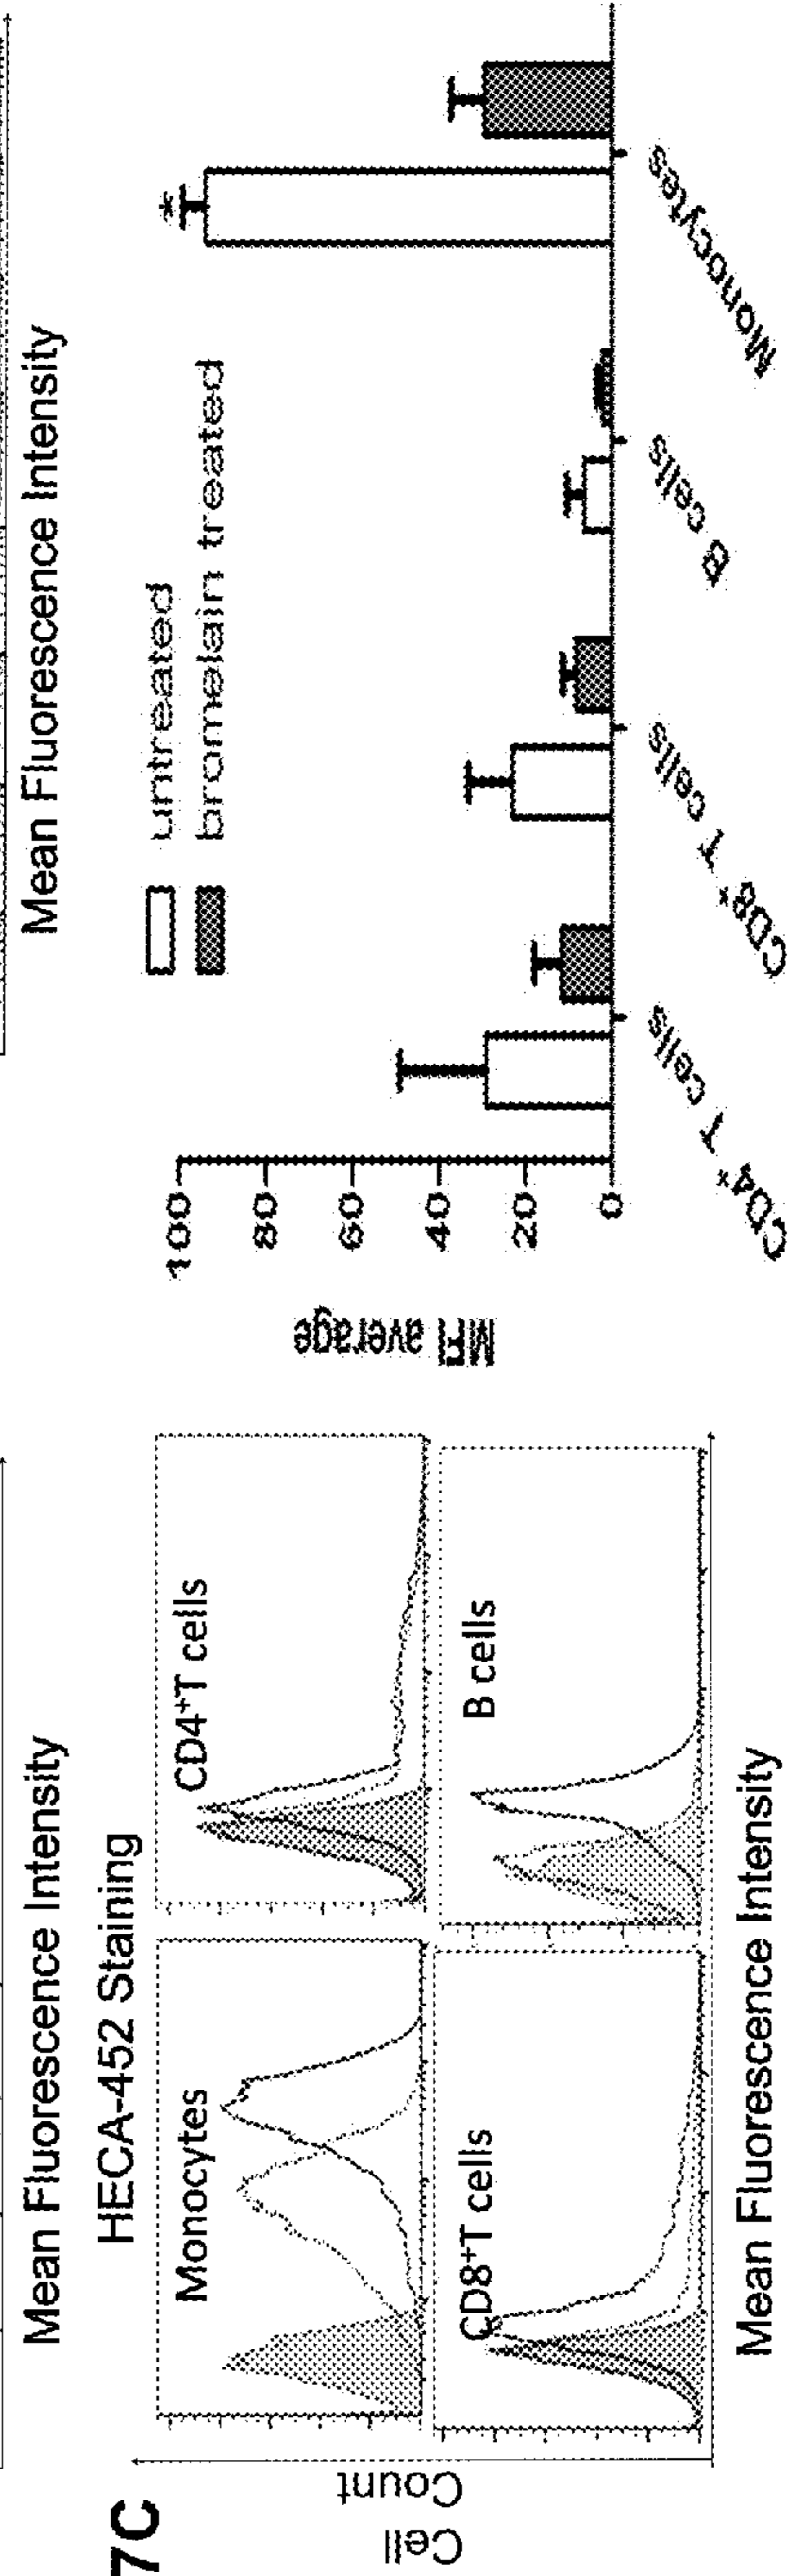 Mean Fluorescence Intensity
Mean Fluorescence Intensity
7C
HECA-452 Staining
Cell
Count
Monocytes
CD4+T cells
CD8+T cells
B cells
Mean Fluorescence Intensity
untreated
bromelain treated
MFI average
100
80
60
40
20
0
CD4+ T cells
CD8+ T cells
B cells
Monocytes
*